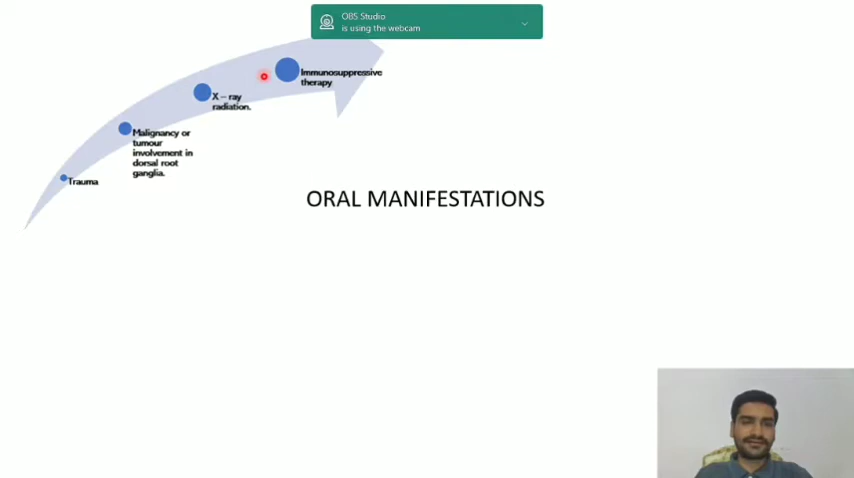 OBS Studio
is using the webcam
Immunosuppressive
therapy
X – ray
radiation.
Malignancy or
tumour
involvement in
dorsal root
ganglia.
Trauma
ORAL MANIFESTATIONS